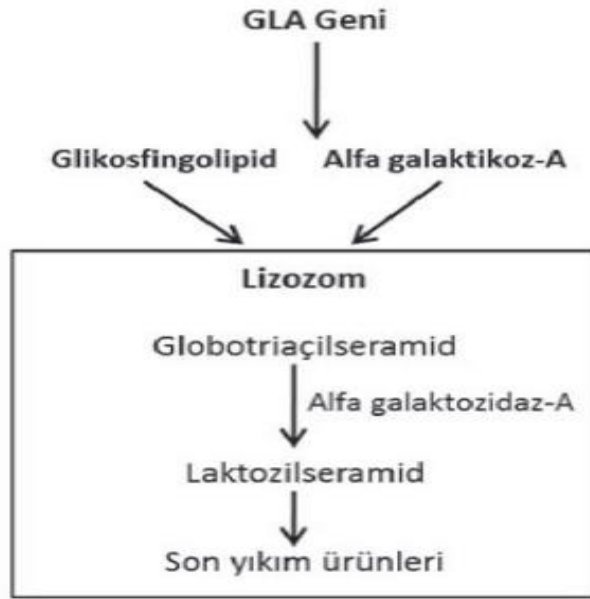 GLA Geni
Glikosfingolipid Alfa galaktikoz-A
Lizozom
Globotriaçilseramid
Alfa galaktozidaz-A
Laktozilseramid
Son yıkım ürünleri